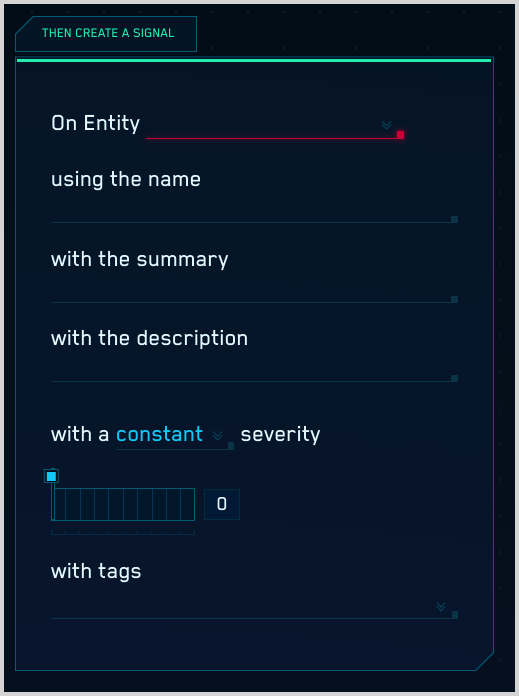 THEN CREATE A SIGNAL
On Entity
using the name
with the summary
with the description
with a constant severity
0
with tags